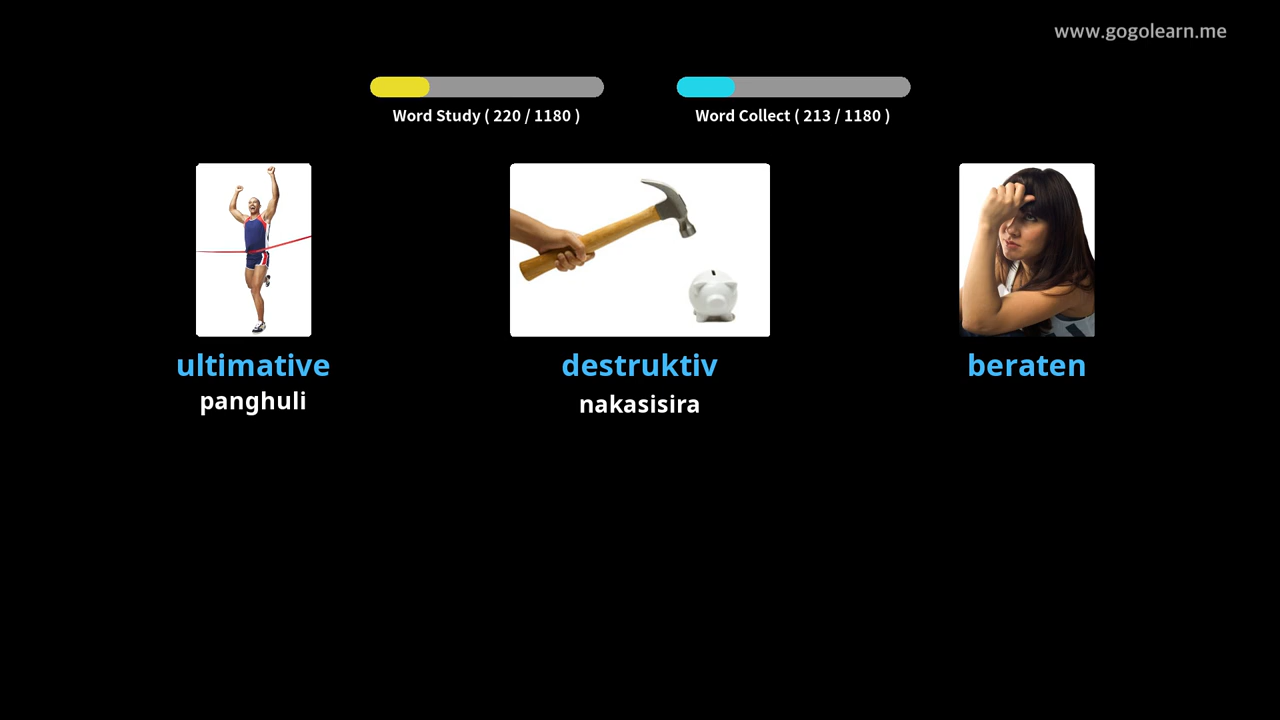 www.gogolearn.me
Word Study ( 220 / 1180 )
Word Collect ( 213 / 1180 )
ultimative
panghuli
destruktiv
nakasisira
beraten